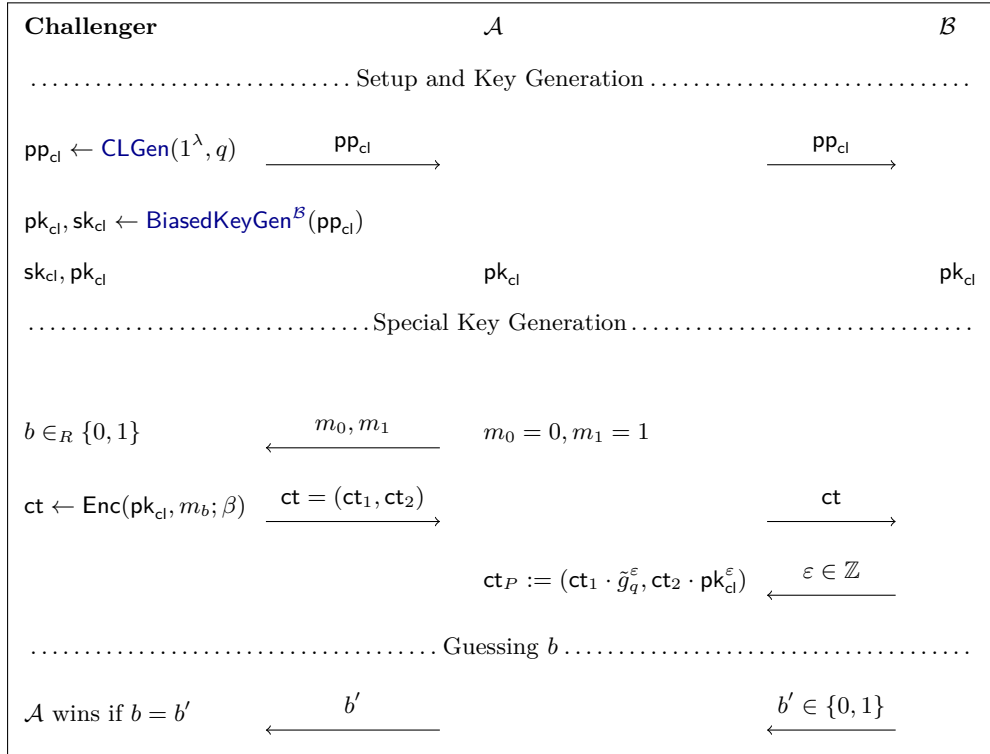 Challenger 𝒜 ℬ
Setup and Key Generation
pp_cl ← CLGen(1^λ, q) pp_cl pp_cl
pk_cl, sk_cl ← BiasedKeyGen^ℬ(pp_cl)
sk_cl, pk_cl pk_cl pk_cl
Special Key Generation
b ∈_R {0, 1} m_0, m_1 m_0 = 0, m_1 = 1
ct ← Enc(pk_cl, m_b; β) ct = (ct_1, ct_2) ct
ct_P := (ct_1 · g̃_q^ε, ct_2 · pk_cl^ε) ε ∈ ℤ
Guessing b
𝒜 wins if b = b′ b′ b′ ∈ {0, 1}